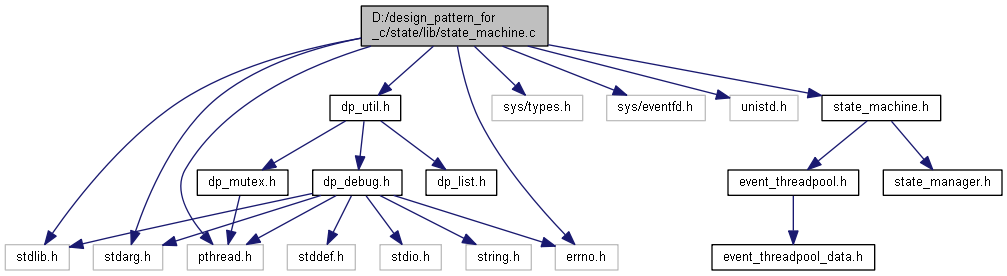 D:/design_pattern_for
_c/state/lib/state_machine.c
dp_util.h
sys/types.h
sys/eventfd.h
unistd.h
state_machine.h
dp_mutex.h
dp_debug.h
dp_list.h
event_threadpool.h
state_manager.h
stdlib.h
stdarg.h
pthread.h
stddef.h
stdio.h
string.h
errno.h
event_threadpool_data.h